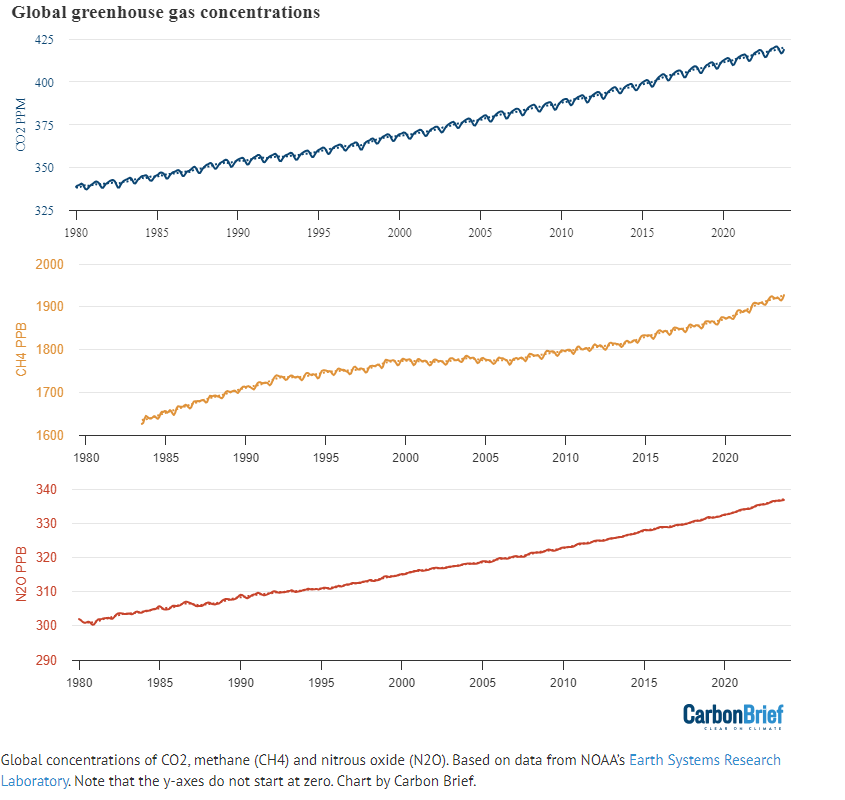 Global greenhouse gas concentrations
425
400
375
350
325
CO2 PPM
1980 1985 1990 1995 2000 2005 2010 2015 2020
2000
1900
1800
1700
1600
CH4 PPB
1980 1985 1990 1995 2000 2005 2010 2015 2020
340
330
320
310
300
290
N2O PPB
1980 1985 1990 1995 2000 2005 2010 2015 2020
CarbonBrief
CLEAR ON CLIMATE
Global concentrations of CO2, methane (CH4) and nitrous oxide (N2O). Based on data from NOAA's Earth Systems Research
Laboratory. Note that the y-axes do not start at zero. Chart by Carbon Brief.